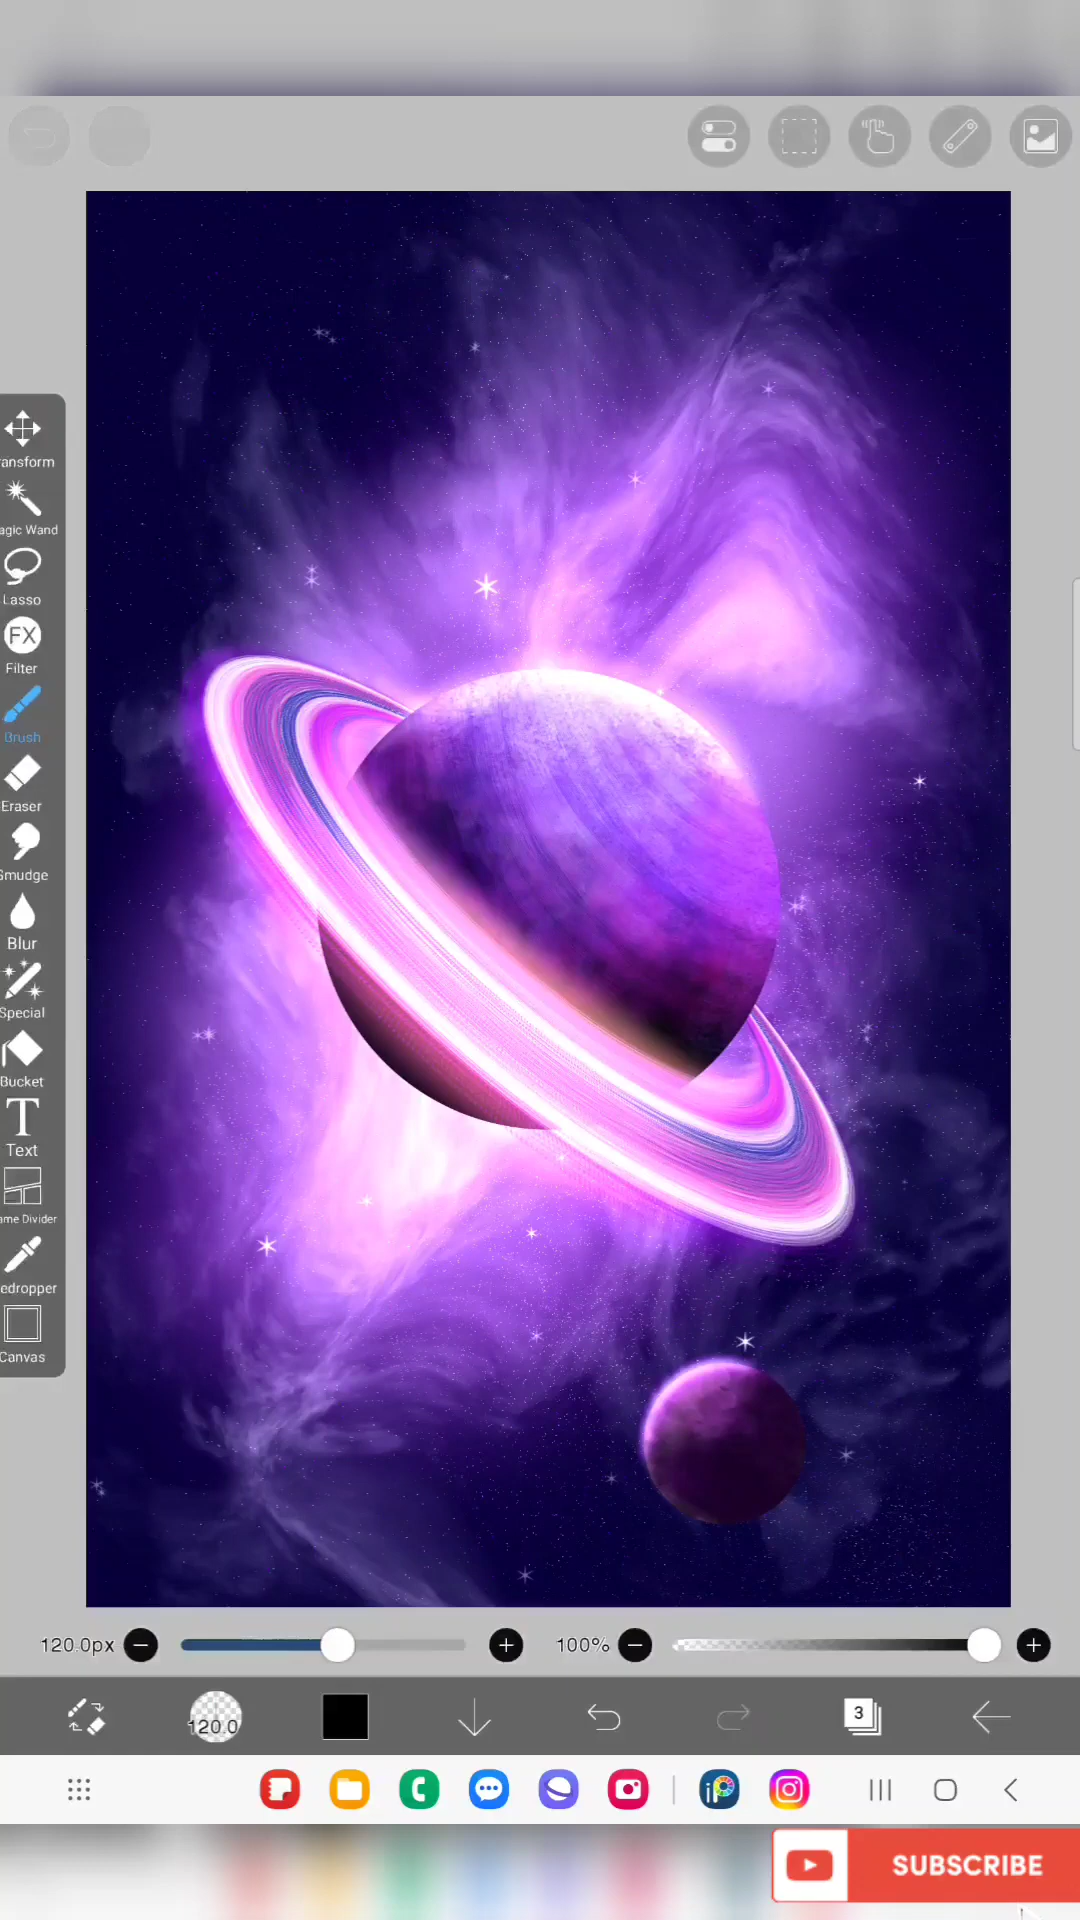 ansform
agic Wand
Lasso
FX
Filter
Brush
Eraser
Smudge
Blur
Special
Bucket
T
Text
ame Divider
edropper
Canvas
120.0px
100%
120.0
3
SUBSCRIBE